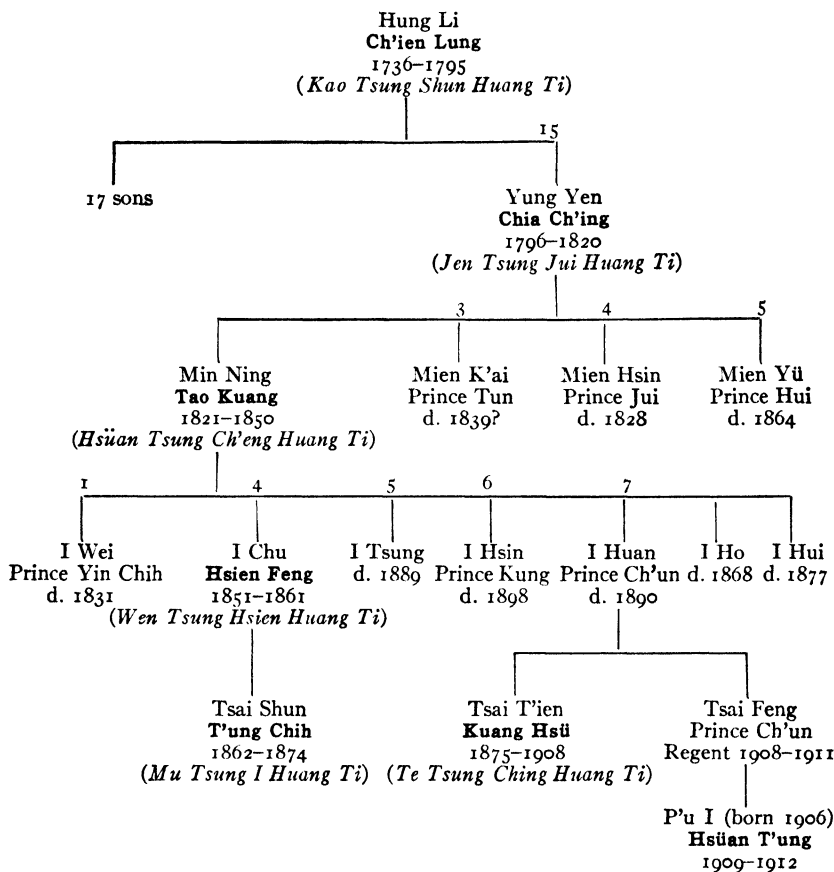 Hung Li
Ch'ien Lung
1736–1795
(Kao Tsung Shun Huang Ti)
15
17 sons
Yung Yen
Chia Ch'ing
1796–1820
(Jen Tsung Jui Huang Ti)
3 4 5
Min Ning
Tao Kuang
1821–1850
(Hsüan Tsung Ch'eng Huang Ti)
Mien K'ai
Prince Tun
d. 1839?
Mien Hsin
Prince Jui
d. 1828
Mien Yü
Prince Hui
d. 1864
1 4 5 6 7
I Wei
Prince Yin Chih
d. 1831
I Chu
Hsien Feng
1851–1861
(Wen Tsung Hsien Huang Ti)
I Tsung
d. 1889
I Hsin
Prince Kung
d. 1898
I Huan
Prince Ch'un
d. 1890
I Ho
d. 1868
I Hui
d. 1877
Tsai Shun
T'ung Chih
1862–1874
(Mu Tsung I Huang Ti)
Tsai T'ien
Kuang Hsü
1875–1908
(Te Tsung Ching Huang Ti)
Tsai Feng
Prince Ch'un
Regent 1908–1911
P'u I (born 1906)
Hsüan T'ung
1909–1912